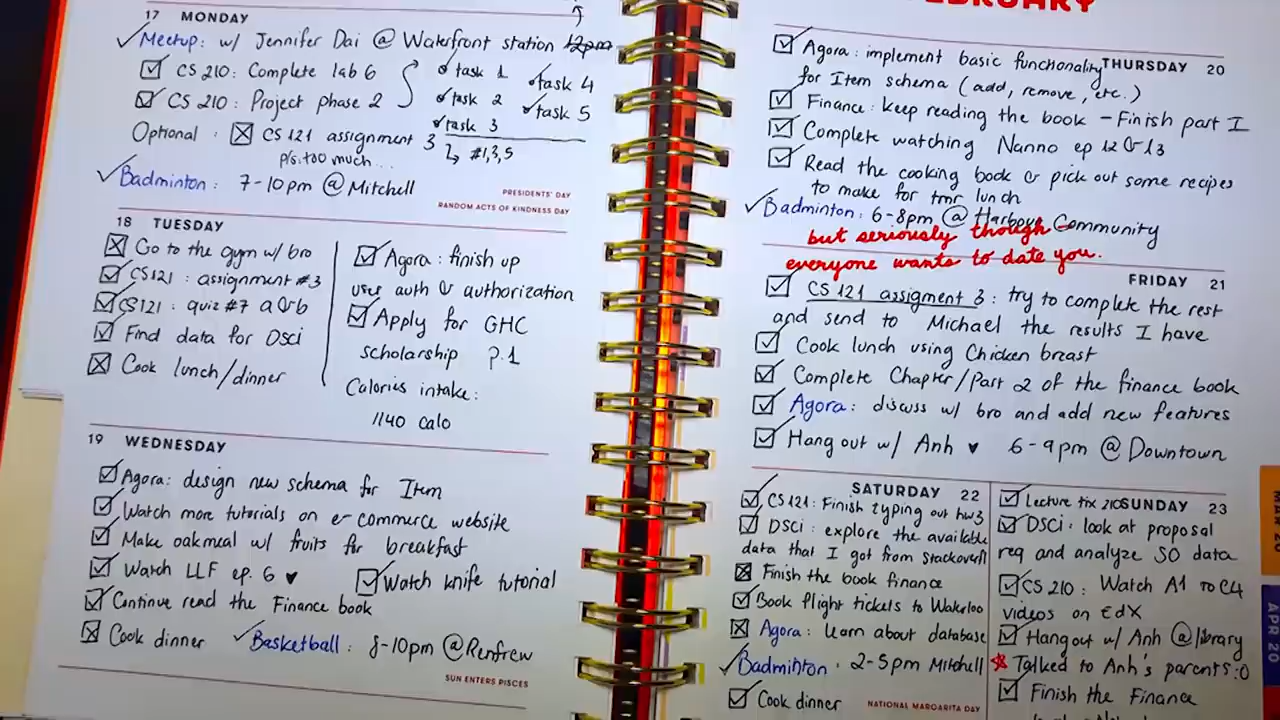 17 MONDAY
Meetup: w/ Jennifer Dai @ Waterfront station 12pm
CS 210: Complete lab 6
CS 210: Project phase 2
task 1
task 2
task 3
task 4
task 5
Optional: CS 121 assignment 3
↳ #1,3,5
p/s: too much...
Badminton: 7-10pm @ Mitchell
PRESIDENTS' DAY
RANDOM ACTS OF KINDNESS DAY
18 TUESDAY
Go to the gym w/ bro
CS121: assignment #3
CS121: quiz #7 a & b
Find data for DSci
Cook lunch/dinner
Agora: finish up
user auth & authorization
Apply for GHC
scholarship p.1
Calories intake:
1140 calo
19 WEDNESDAY
Agora: design new schema for Item
Watch more tutorials on e-commerce website
Make oakmeal w/ fruits for breakfast
Watch LLF ep. 6 ♥
Watch knife tutorial
Continue read the Finance book
Cook dinner
Basketball: 8-10pm @Renfrew
SUN ENTERS PISCES
FEBRUARY
THURSDAY 20
Agora: implement basic functionality
for Item schema (add, remove, etc.)
Finance: keep reading the book - Finish part I
Complete watching Nanno ep 12 & 13
Read the cooking book & pick out some recipes
to make for tmr lunch
Badminton: 6-8pm @ Harbour Community
but seriously though
everyone wants to date you.
FRIDAY 21
CS 121 assigment 3: try to complete the rest
and send to Michael the results I have
Cook lunch using Chicken breast
Complete Chapter/Part 2 of the finance book
Agora: discuss w/ bro and add new features
Hang out w/ Anh ♥ 6-9pm @ Downtown
SATURDAY 22
CS121: Finish typing out hw3
DSCi: explore the available
data that I got from Stackoverfl
Finish the book finance
Book flight tickets to Wakerloo
Agora: learn about database
Badminton: 2-5pm Mitchell
Cook dinner
NATIONAL MARGARITA DAY
SUNDAY 23
Lecture fix 210
DSCi: look at proposal
req and analyze SO data
CS 210: Watch A1 to C4
videos on EdX
Hang out w/ Anh @library
Talked to Anh's parents :O
Finish the Finance
APR 20